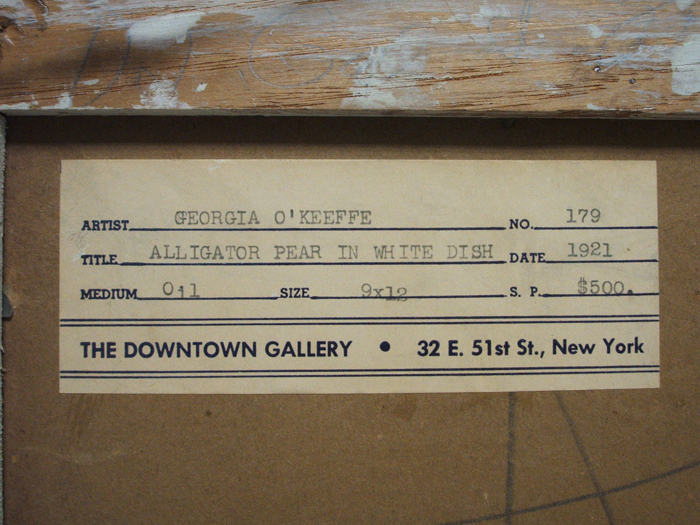 ARTIST GEORGIA O'KEEFFE NO. 179
TITLE ALLIGATOR PEAR IN WHITE DISH DATE 1921
MEDIUM Oil SIZE 9x12 S. P. $500.
THE DOWNTOWN GALLERY • 32 E. 51st St., New York